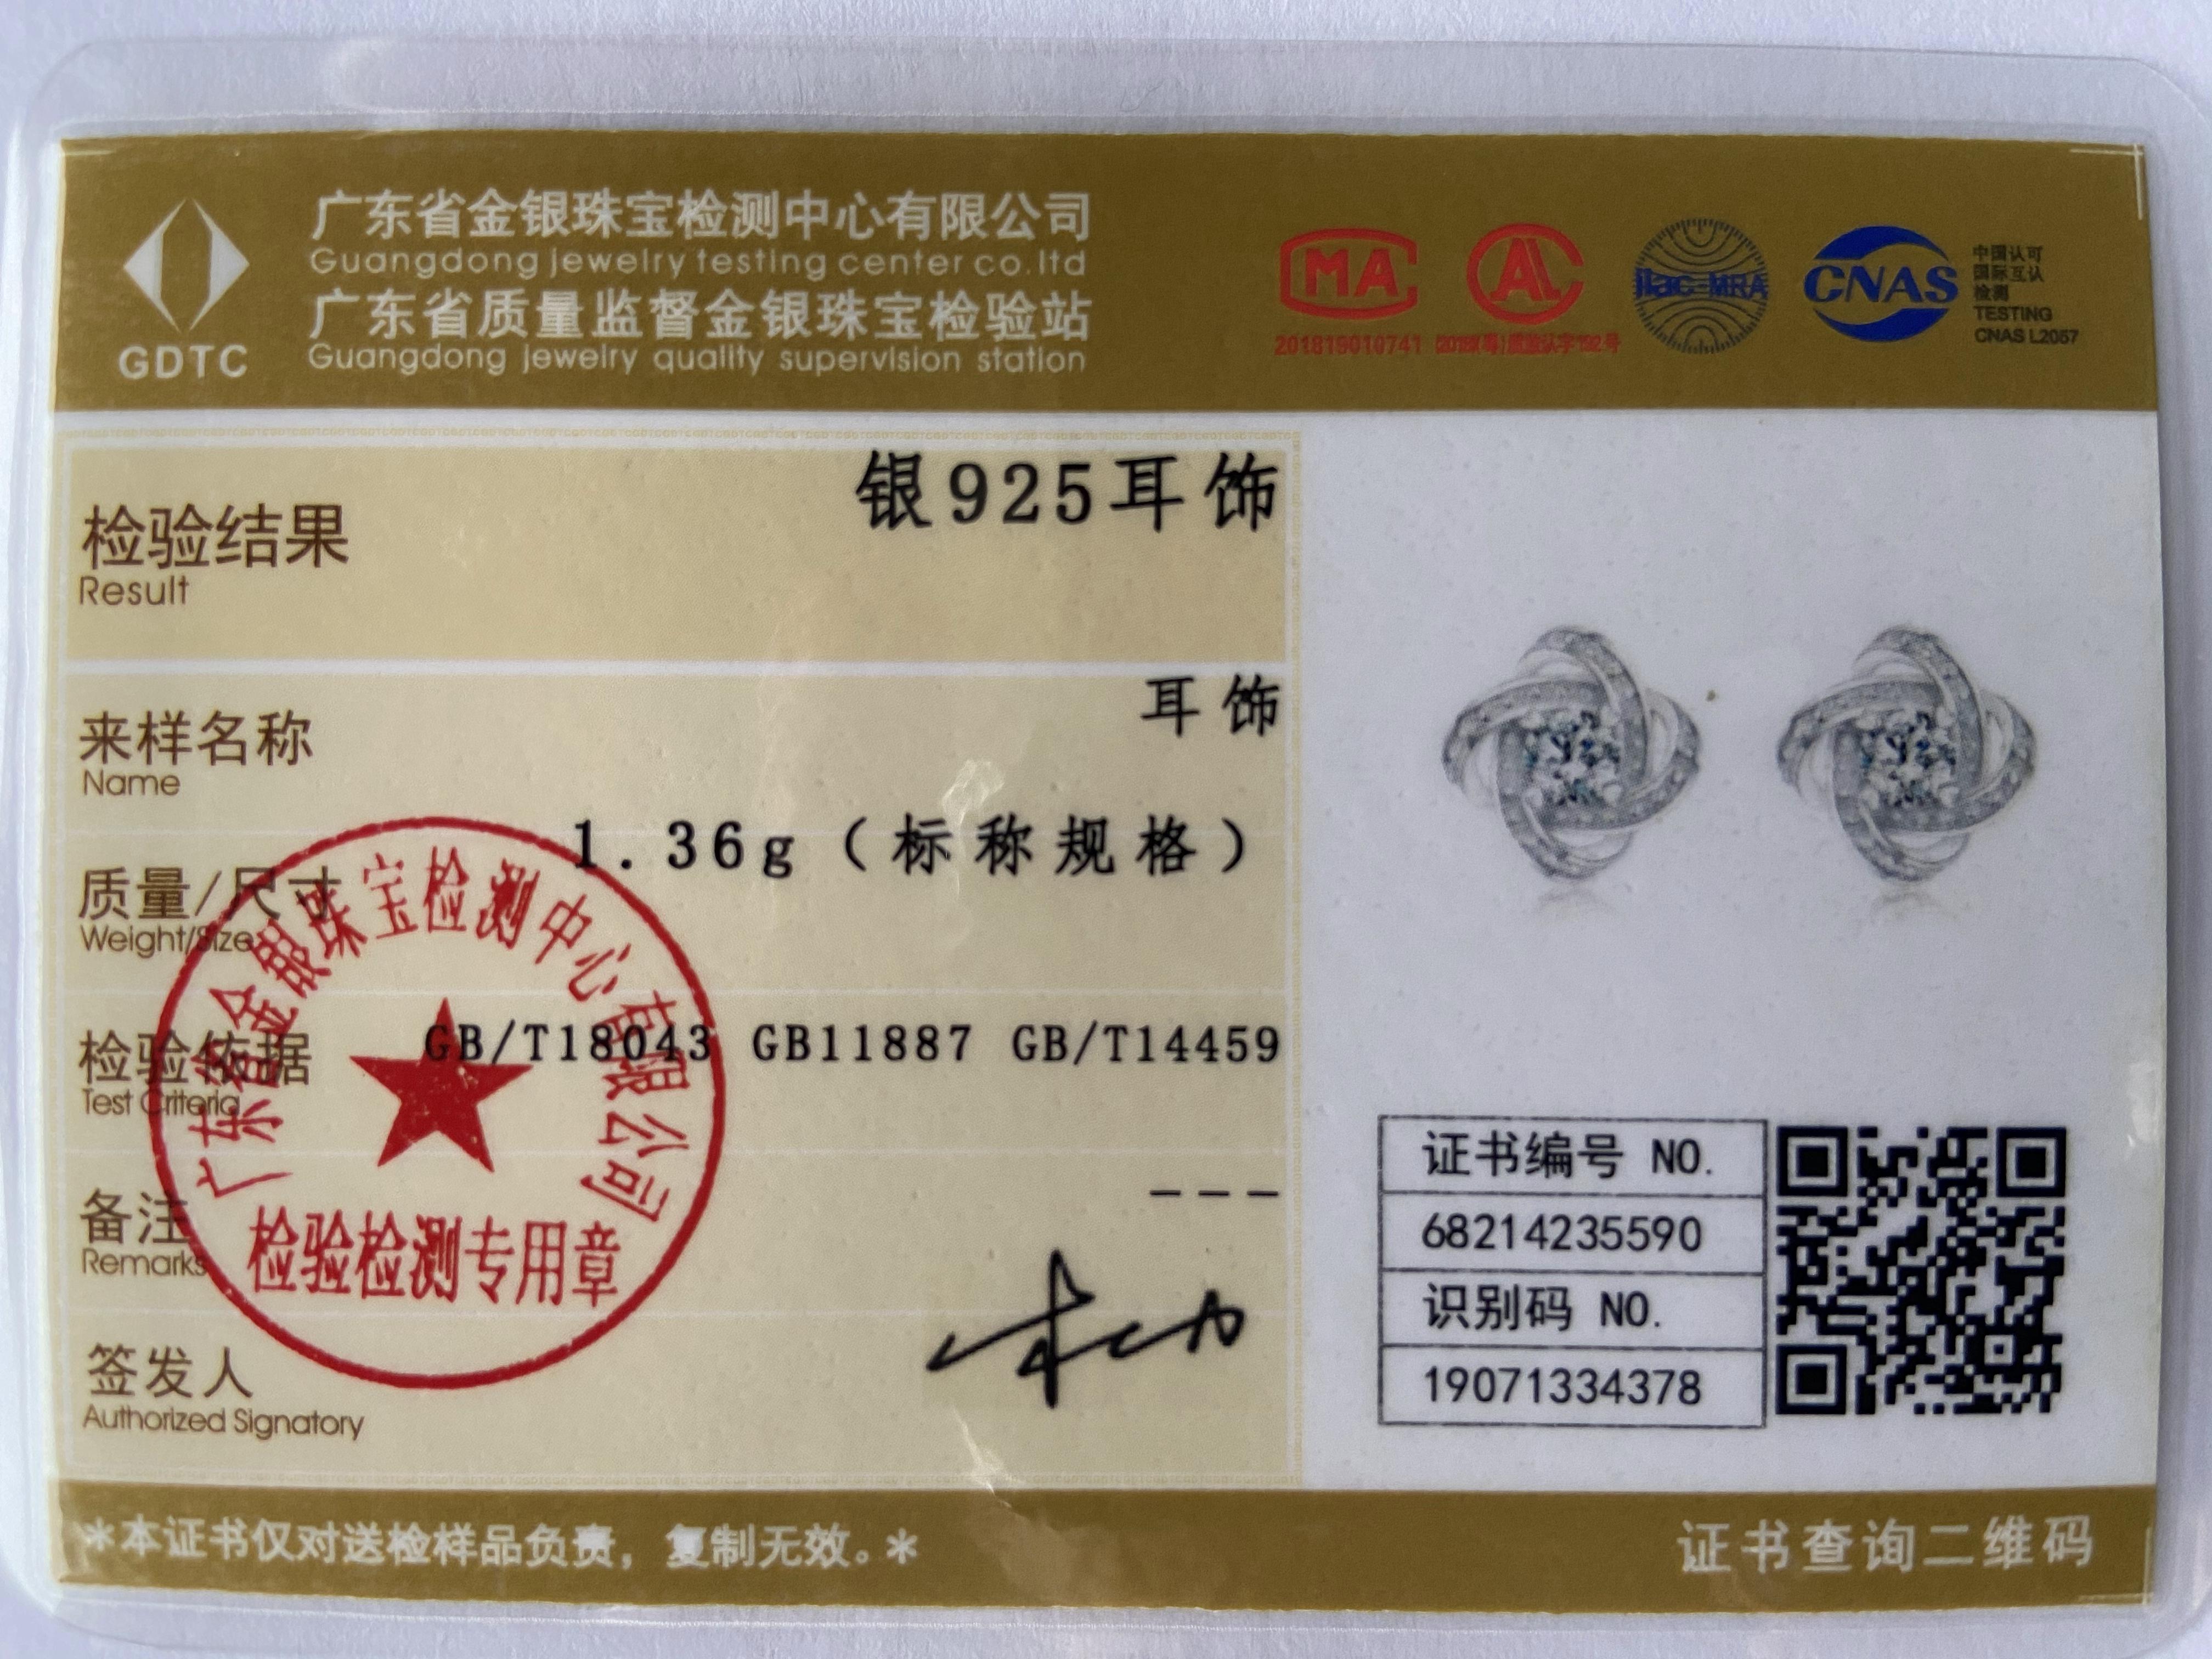 广东省金银珠宝检测中心有限公司
Guangdong jewelry testing center co.ltd
广东省质量监督金银珠宝检验站
Guangdong jewelry quality supervision station
GDTC
MA
201819010741
AL
ilac-MRA
CNAS
中国认可
国际互认
检测
TESTING
CNAS L2057
检验结果
Result
银925耳饰
来样名称
Name
耳饰
质量/尺寸
Weight/Size
1.36g（标称规格）
检验依据
Test Criteria
GB/T18043 GB11887 GB/T14459
备注
Remarks
---
签发人
Authorized Signatory
广东省金银珠宝检测中心有限公司
检验检测专用章
证书编号 NO.
68214235590
识别码 NO.
19071334378
*本证书仅对送检样品负责，复制无效。*
证书查询二维码